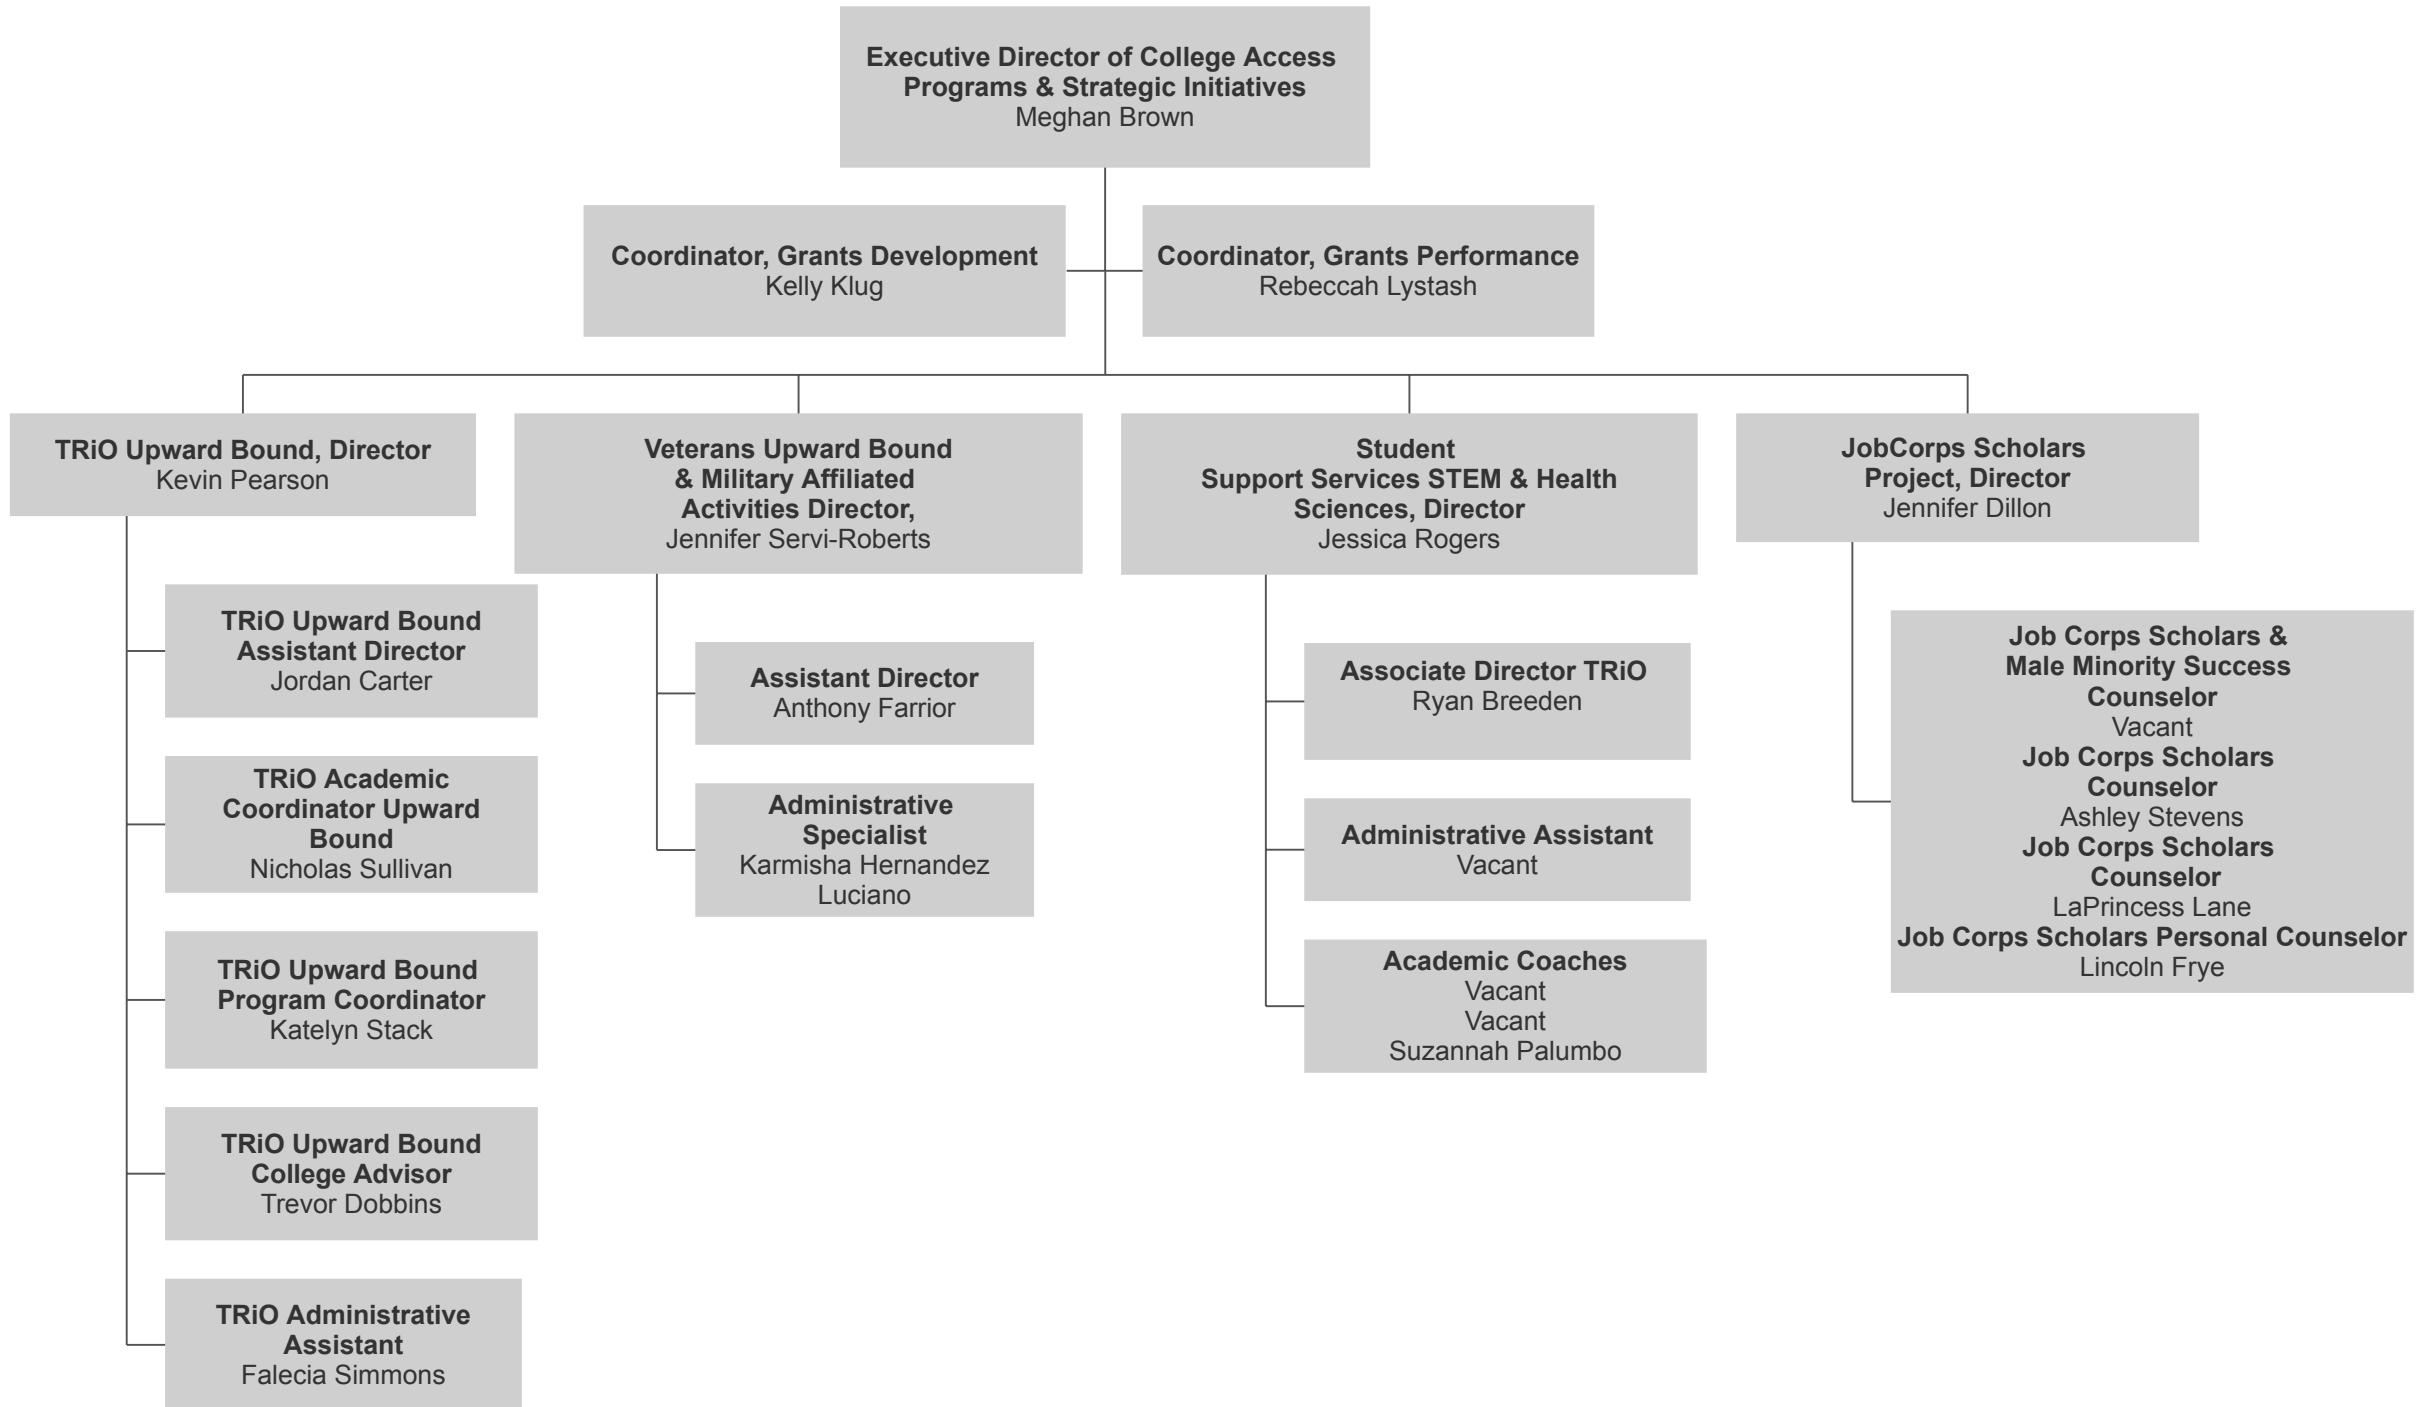 Executive Director of College Access
Programs & Strategic Initiatives
Meghan Brown
Coordinator, Grants Development
Kelly Klug
Coordinator, Grants Performance
Rebeccah Lystash
TRiO Upward Bound, Director
Kevin Pearson
Veterans Upward Bound
& Military Affiliated
Activities Director,
Jennifer Servi-Roberts
Student
Support Services STEM & Health
Sciences, Director
Jessica Rogers
JobCorps Scholars
Project, Director
Jennifer Dillon
TRiO Upward Bound
Assistant Director
Jordan Carter
TRiO Academic
Coordinator Upward
Bound
Nicholas Sullivan
TRiO Upward Bound
Program Coordinator
Katelyn Stack
TRiO Upward Bound
College Advisor
Trevor Dobbins
TRiO Administrative
Assistant
Falecia Simmons
Assistant Director
Anthony Farrior
Administrative
Specialist
Karmisha Hernandez
Luciano
Associate Director TRiO
Ryan Breeden
Administrative Assistant
Vacant
Academic Coaches
Vacant
Vacant
Suzannah Palumbo
Job Corps Scholars &
Male Minority Success
Counselor
Vacant
Job Corps Scholars
Counselor
Ashley Stevens
Job Corps Scholars
Counselor
LaPrincess Lane
Job Corps Scholars Personal Counselor
Lincoln Frye